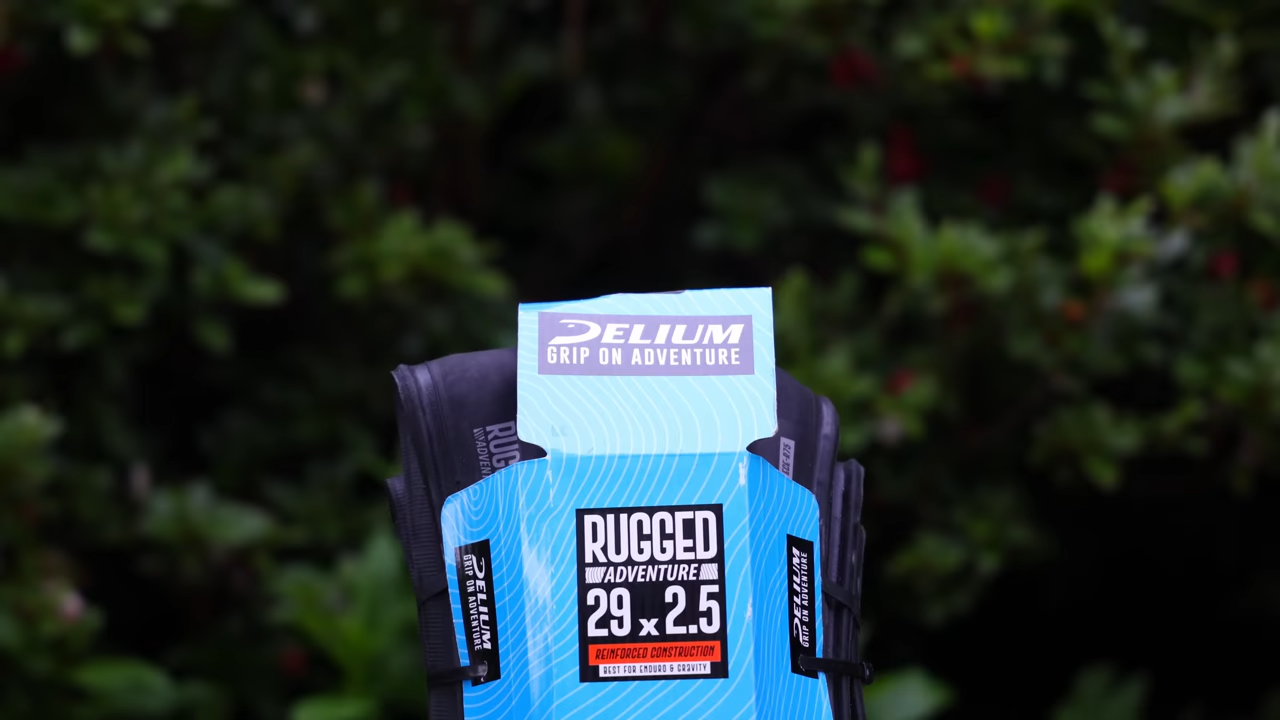 DELIUM
GRIP ON ADVENTURE
RUGGED
ADVENTURE
29 x 2.5
REINFORCED CONSTRUCTION
BEST FOR ENDURO & GRAVITY
DELIUM
GRIP ON ADVENTURE
DELIUM
GRIP ON ADVENTURE